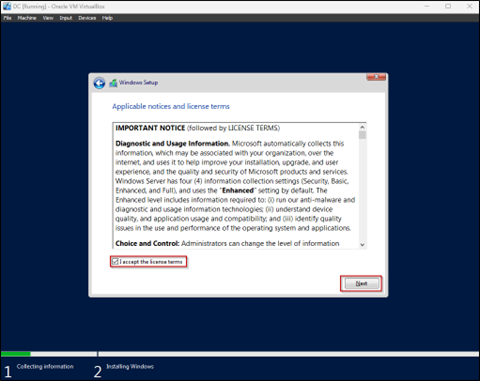 DC [Running] - Oracle VM VirtualBox
File Machine View Input Devices Help
Windows Setup
Applicable notices and license terms
IMPORTANT NOTICE (followed by LICENSE TERMS)
Diagnostic and Usage Information. Microsoft automatically collects this
information, which may be associated with your organization, over the
internet, and uses it to help improve your installation, upgrade, and user
experience, and the quality and security of Microsoft products and services.
Windows Server has four (4) information collection settings (Security, Basic,
Enhanced, and Full), and uses the "Enhanced" setting by default. The
Enhanced level includes information required to: (i) run our anti-malware and
diagnostic and usage information technologies; (ii) understand device
quality, and application usage and compatibility; and (iii) identify quality
issues in the use and performance of the operating system and applications.
Choice and Control: Administrators can change the level of information
I accept the license terms
Next
1 Collecting information 2 Installing Windows